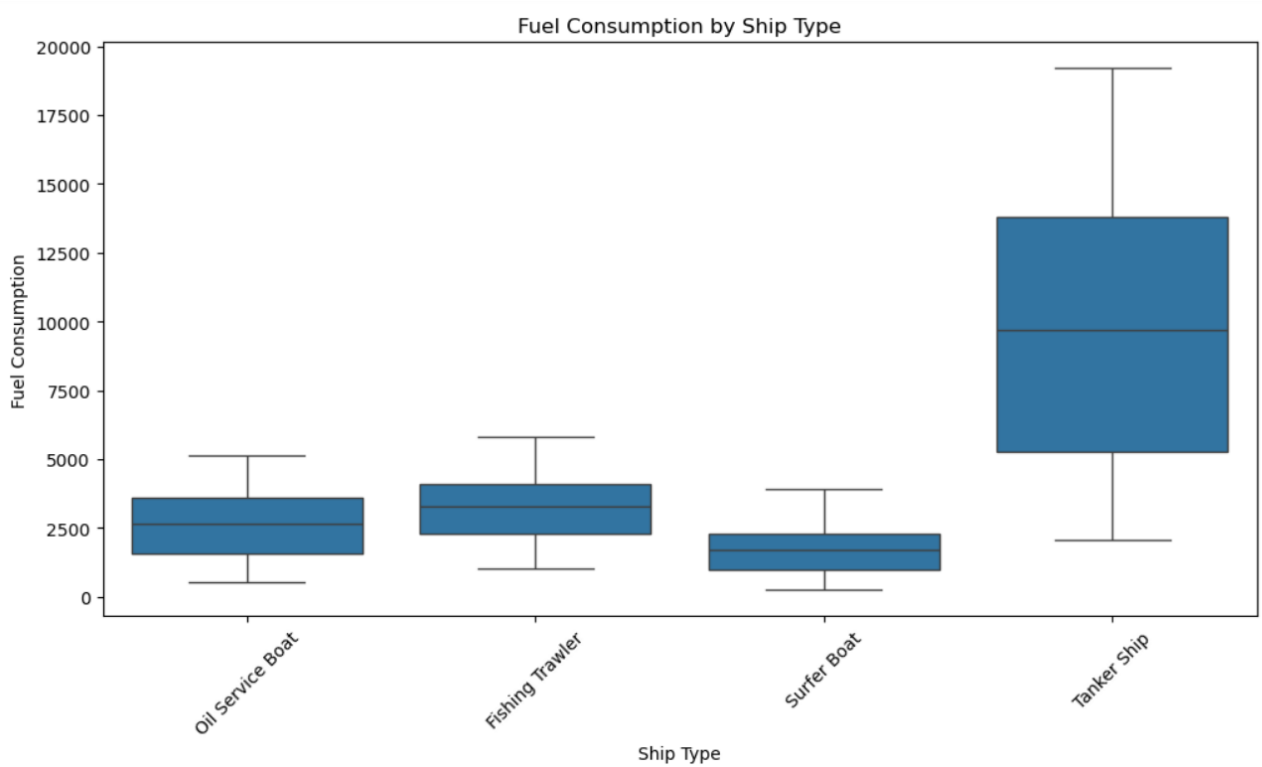 Fuel Consumption by Ship Type
20000
17500
15000
12500
10000
7500
5000
2500
0
Fuel Consumption
Oil Service Boat
Fishing Trawler
Surfer Boat
Tanker Ship
Ship Type